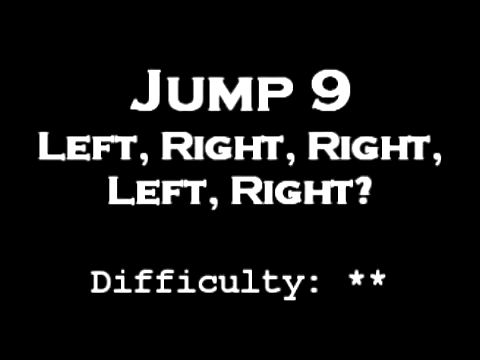 Jump 9
Left, Right, Right,
Left, Right?
Difficulty: **